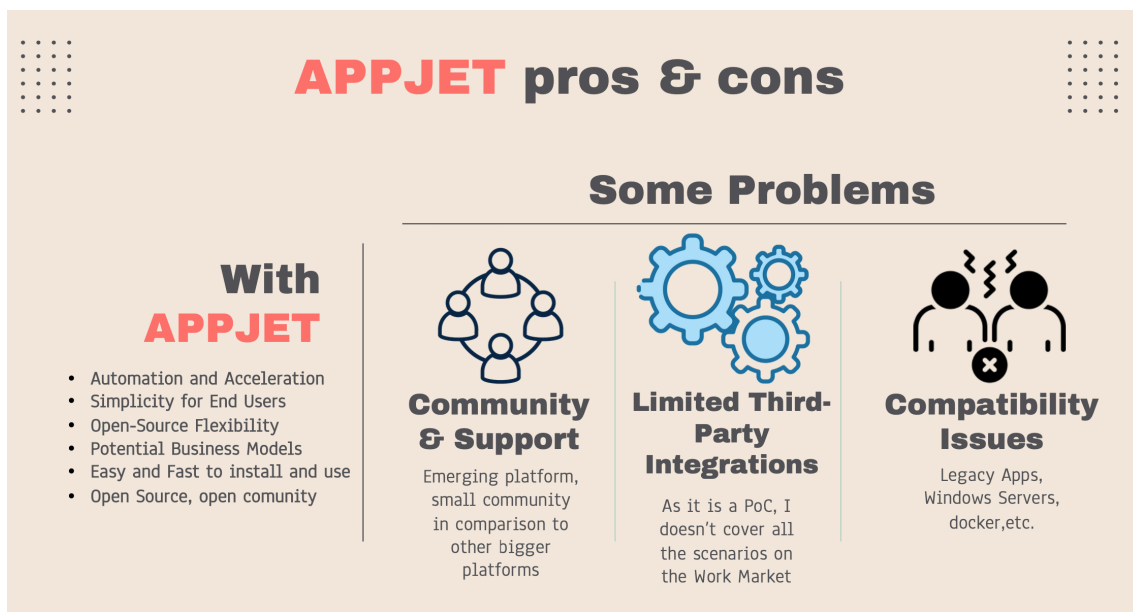 APPJET pros & cons
With
APPJET
• Automation and Acceleration
• Simplicity for End Users
• Open-Source Flexibility
• Potential Business Models
• Easy and Fast to install and use
• Open Source, open comunity
Some Problems
Community
& Support
Emerging platform,
small community
in comparison to
other bigger
platforms
Limited Third-
Party
Integrations
As it is a PoC, I
doesn't cover all
the scenarios on
the Work Market
Compatibility
Issues
Legacy Apps,
Windows Servers,
docker,etc.